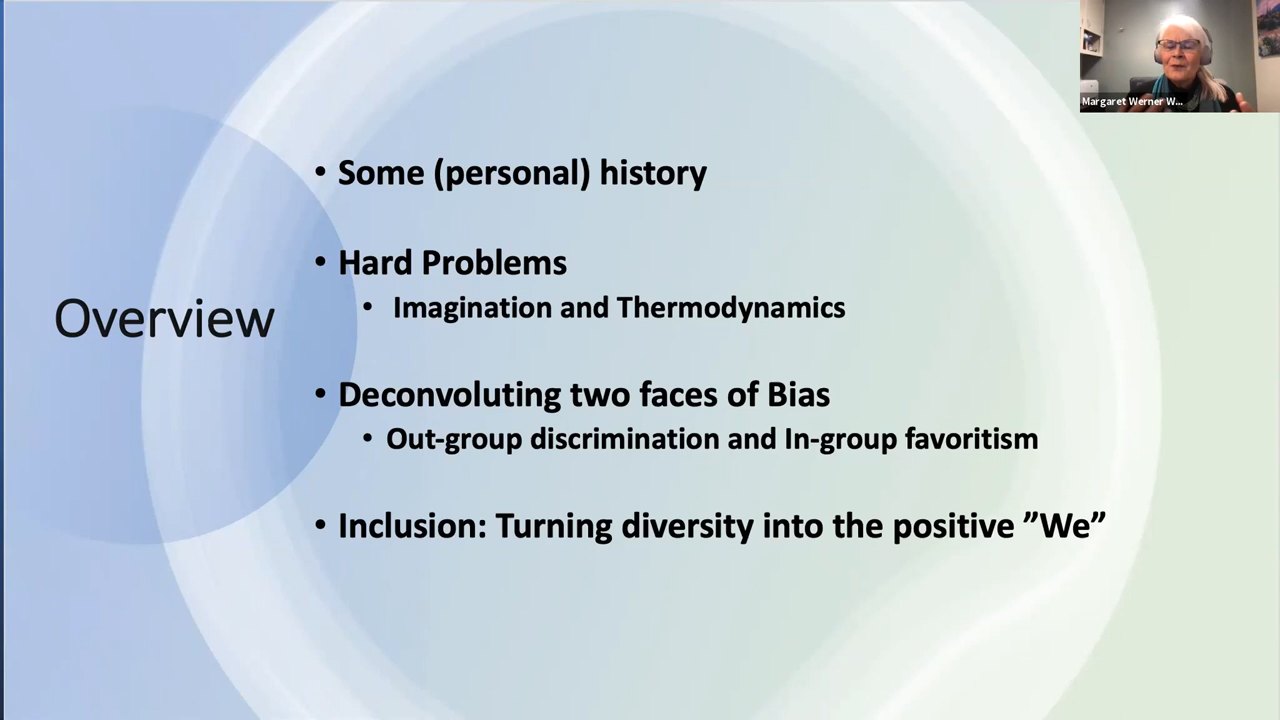 Margaret Werner W...
Overview
• Some (personal) history
• Hard Problems
• Imagination and Thermodynamics
• Deconvoluting two faces of Bias
• Out-group discrimination and In-group favoritism
• Inclusion: Turning diversity into the positive ”We”